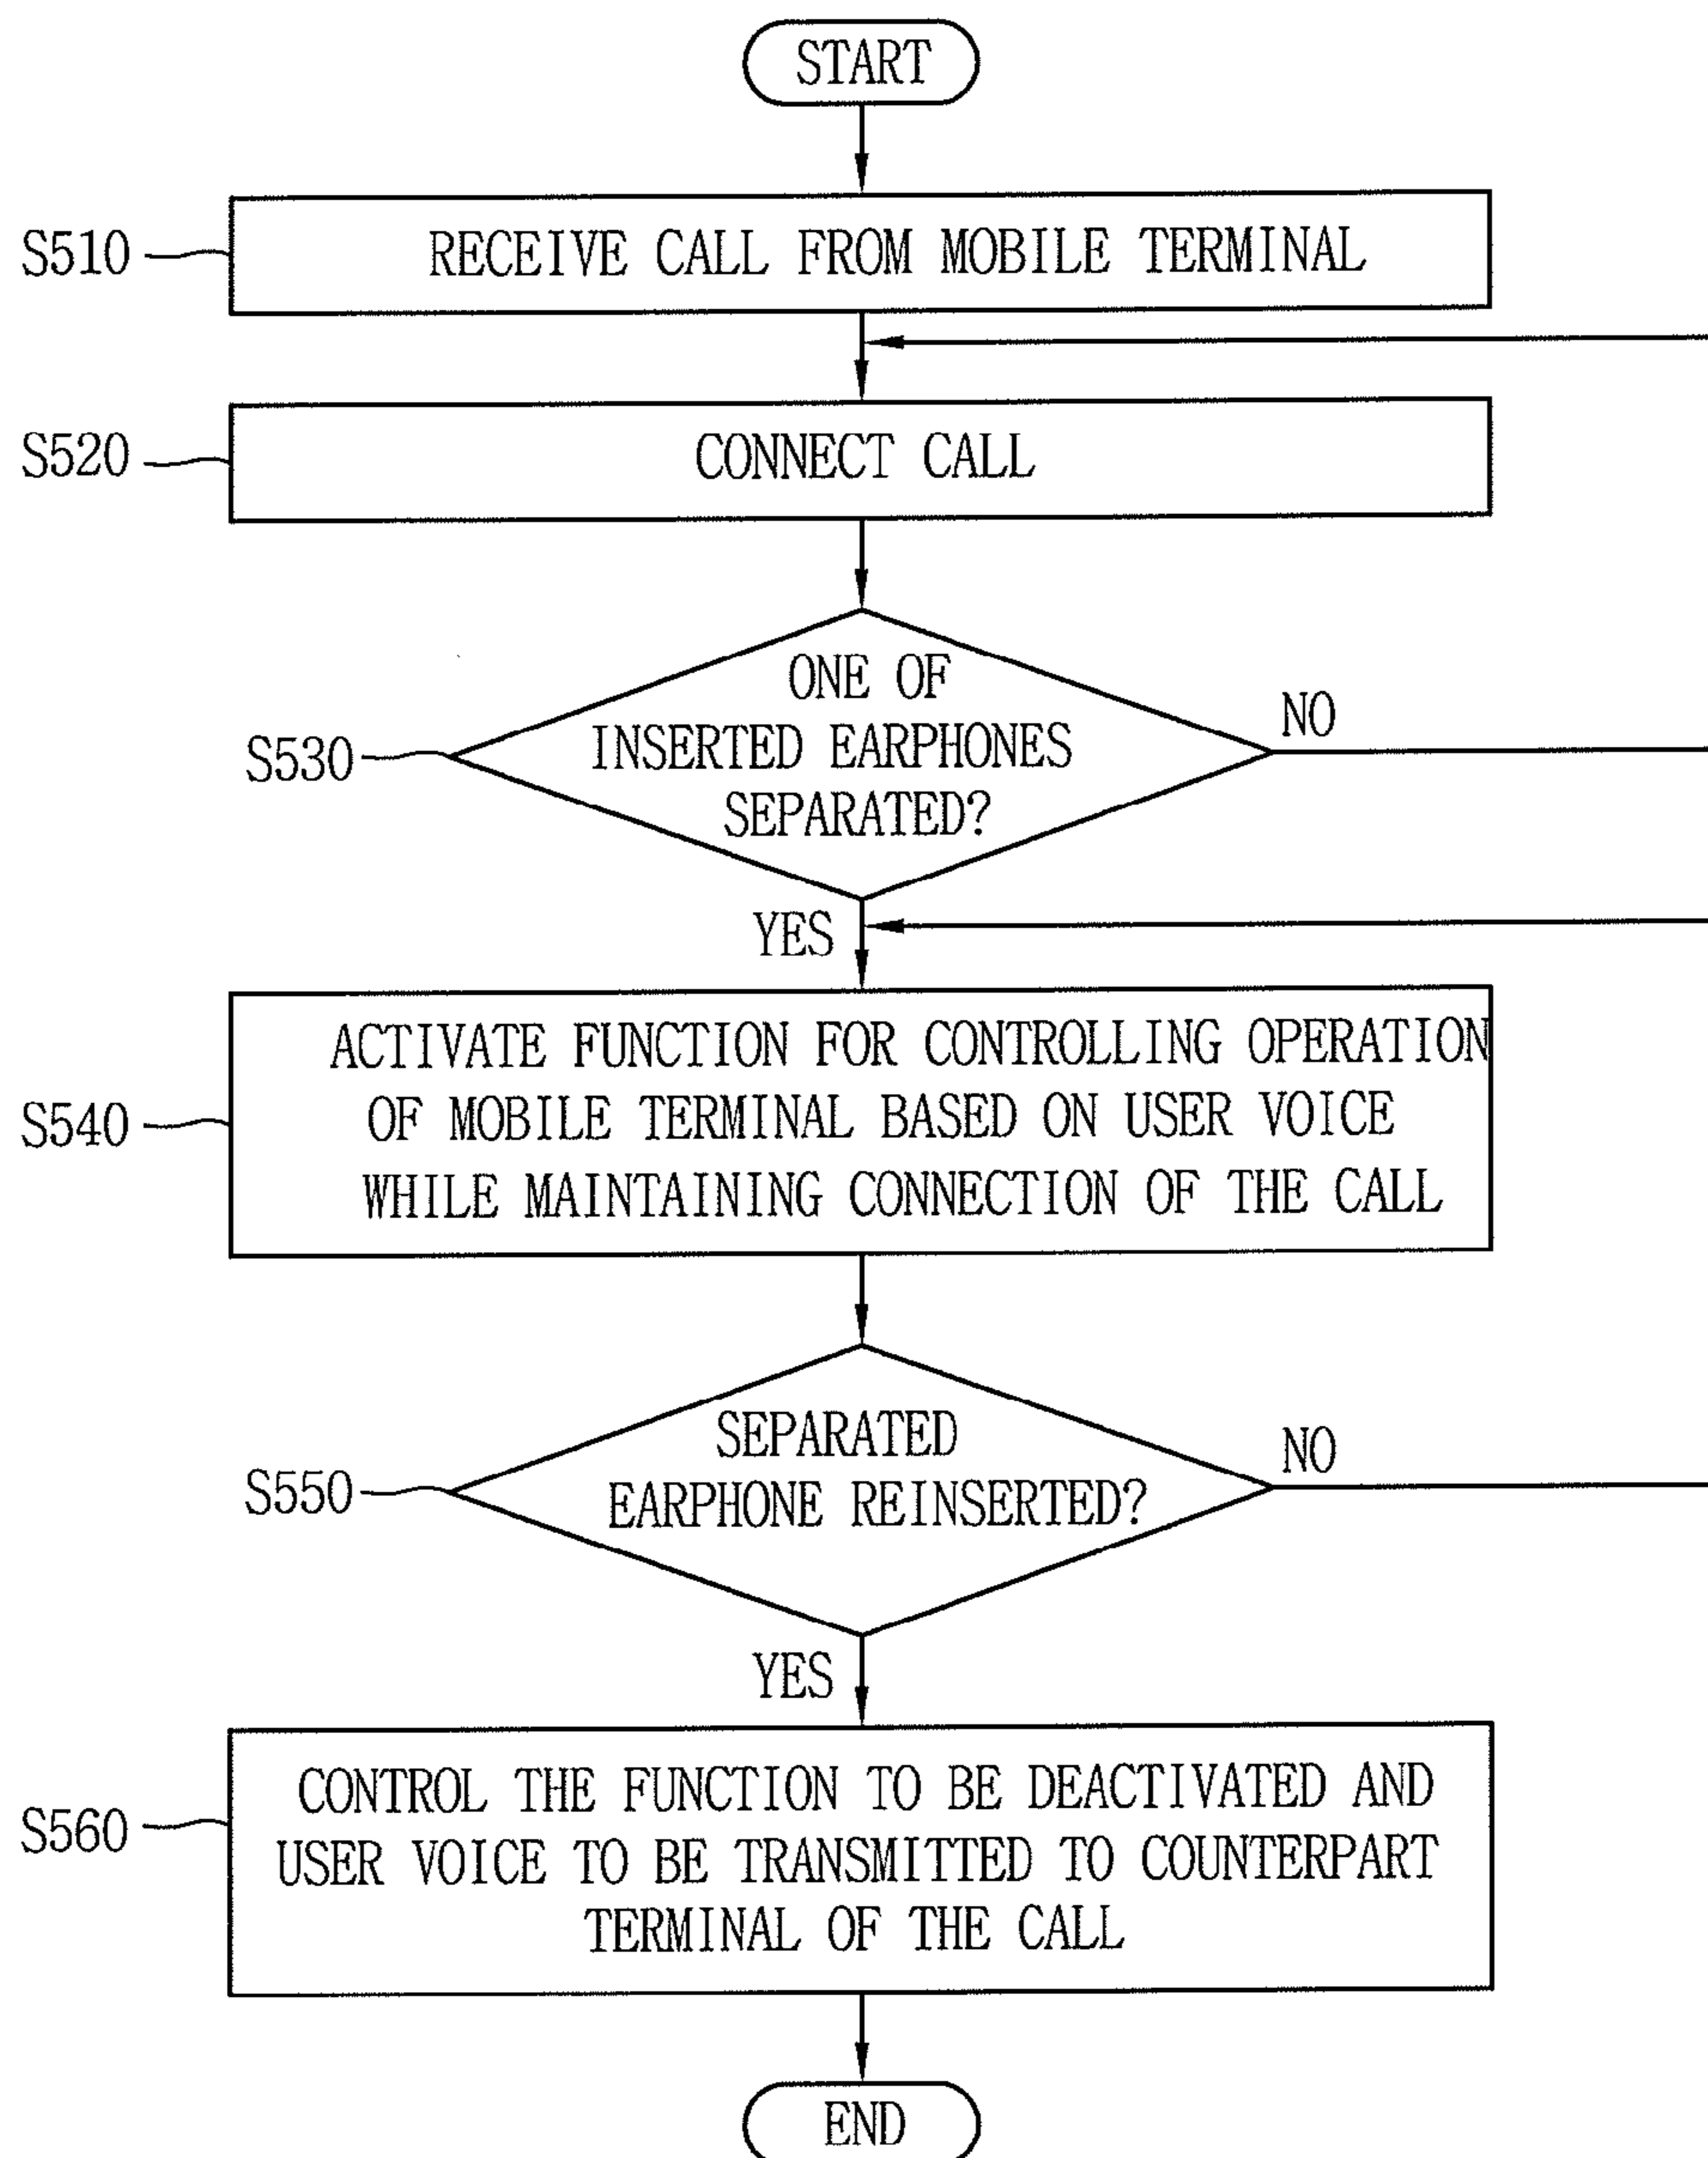 START
S510
RECEIVE CALL FROM MOBILE TERMINAL
S520
CONNECT CALL
S530
ONE OF
INSERTED EARPHONES
SEPARATED?
NO
YES
S540
ACTIVATE FUNCTION FOR CONTROLLING OPERATION
OF MOBILE TERMINAL BASED ON USER VOICE
WHILE MAINTAINING CONNECTION OF THE CALL
S550
SEPARATED
EARPHONE REINSERTED?
NO
YES
S560
CONTROL THE FUNCTION TO BE DEACTIVATED AND
USER VOICE TO BE TRANSMITTED TO COUNTERPART
TERMINAL OF THE CALL
END